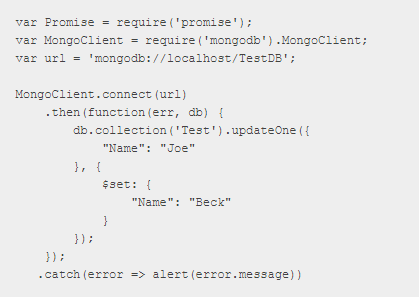 var Promise = require('promise');
var MongoClient = require('mongodb').MongoClient;
var url = 'mongodb://localhost/TestDB';

MongoClient.connect(url)
    .then(function(err, db) {
        db.collection('Test').updateOne({
            "Name": "Joe"
        }, {
            $set: {
                "Name": "Beck"
            }
        });
    });
   .catch(error => alert(error.message))